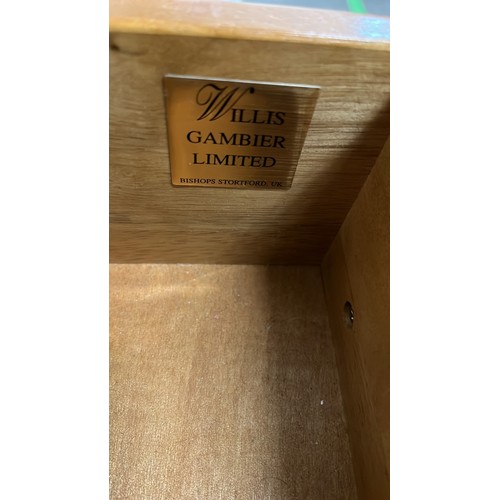 WILLIS
GAMBIER
LIMITED
BISHOPS STORTFORD, UK